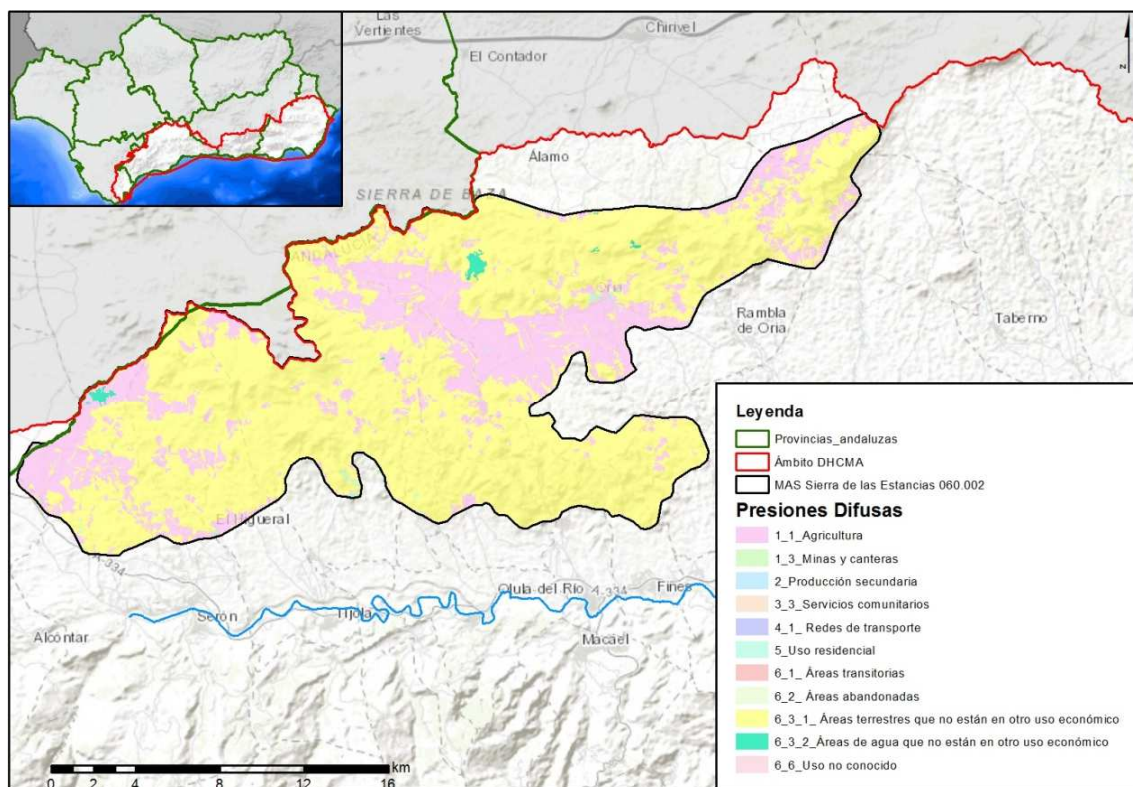 Las
Vertientes
Chirivel
El Contador
N
Álamo
SIERRA DE BAZA
ANDALUCÍA
Oria
Rambla
de Oria
Taberno
El Higueral
A-334
Olula del Río
A-334
Fines
Serón
Tíjola
Alcóntar
Macael
km
0 2 4 8 12 16
Leyenda
Provincias_andaluzas
Ámbito DHCMA
MAS Sierra de las Estancias 060.002
Presiones Difusas
1_1_Agricultura
1_3_Minas y canteras
2_Producción secundaria
3_3_Servicios comunitarios
4_1_ Redes de transporte
5_Uso residencial
6_1_ Áreas transitorias
6_2_ Áreas abandonadas
6_3_1_ Áreas terrestres que no están en otro uso económico
6_3_2_Áreas de agua que no están en otro uso económico
6_6_Uso no conocido